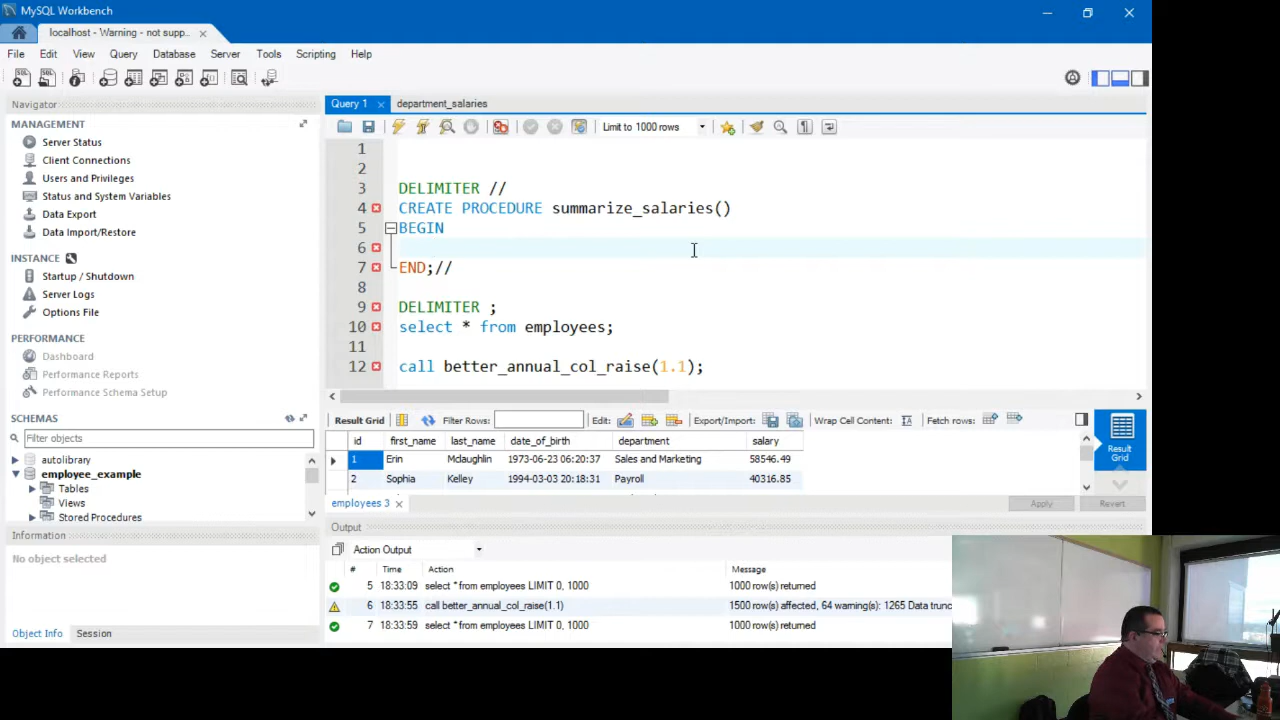 MySQL Workbench
localhost - Warning - not supp..
File Edit View Query Database Server Tools Scripting Help
Navigator
MANAGEMENT
Server Status
Client Connections
Users and Privileges
Status and System Variables
Data Export
Data Import/Restore
INSTANCE
Startup / Shutdown
Server Logs
Options File
PERFORMANCE
Dashboard
Performance Reports
Performance Schema Setup
SCHEMAS
Filter objects
autolibrary
employee_example
Tables
Views
Stored Procedures
Information
No object selected
Object Info Session
Query 1 department_salaries
Limit to 1000 rows
1
2
3 DELIMITER //
4 CREATE PROCEDURE summarize_salaries()
5 BEGIN
6
7 END;//
8
9 DELIMITER ;
10 select * from employees;
11
12 call better_annual_col_raise(1.1);
Result Grid Filter Rows: Edit: Export/Import: Wrap Cell Content: Fetch rows:
id first_name last_name date_of_birth department salary
1 Erin Mclaughlin 1973-06-23 06:20:37 Sales and Marketing 58546.49
2 Sophia Kelley 1994-03-03 20:18:31 Payroll 40316.85
Result
Grid
employees 3 Apply Revert
Output
Action Output
# Time Action Message
5 18:33:09 select * from employees LIMIT 0, 1000 1000 row(s) returned
6 18:33:55 call better_annual_col_raise(1.1) 1500 row(s) affected, 64 warning(s): 1265 Data trunc
7 18:33:59 select * from employees LIMIT 0, 1000 1000 row(s) returned